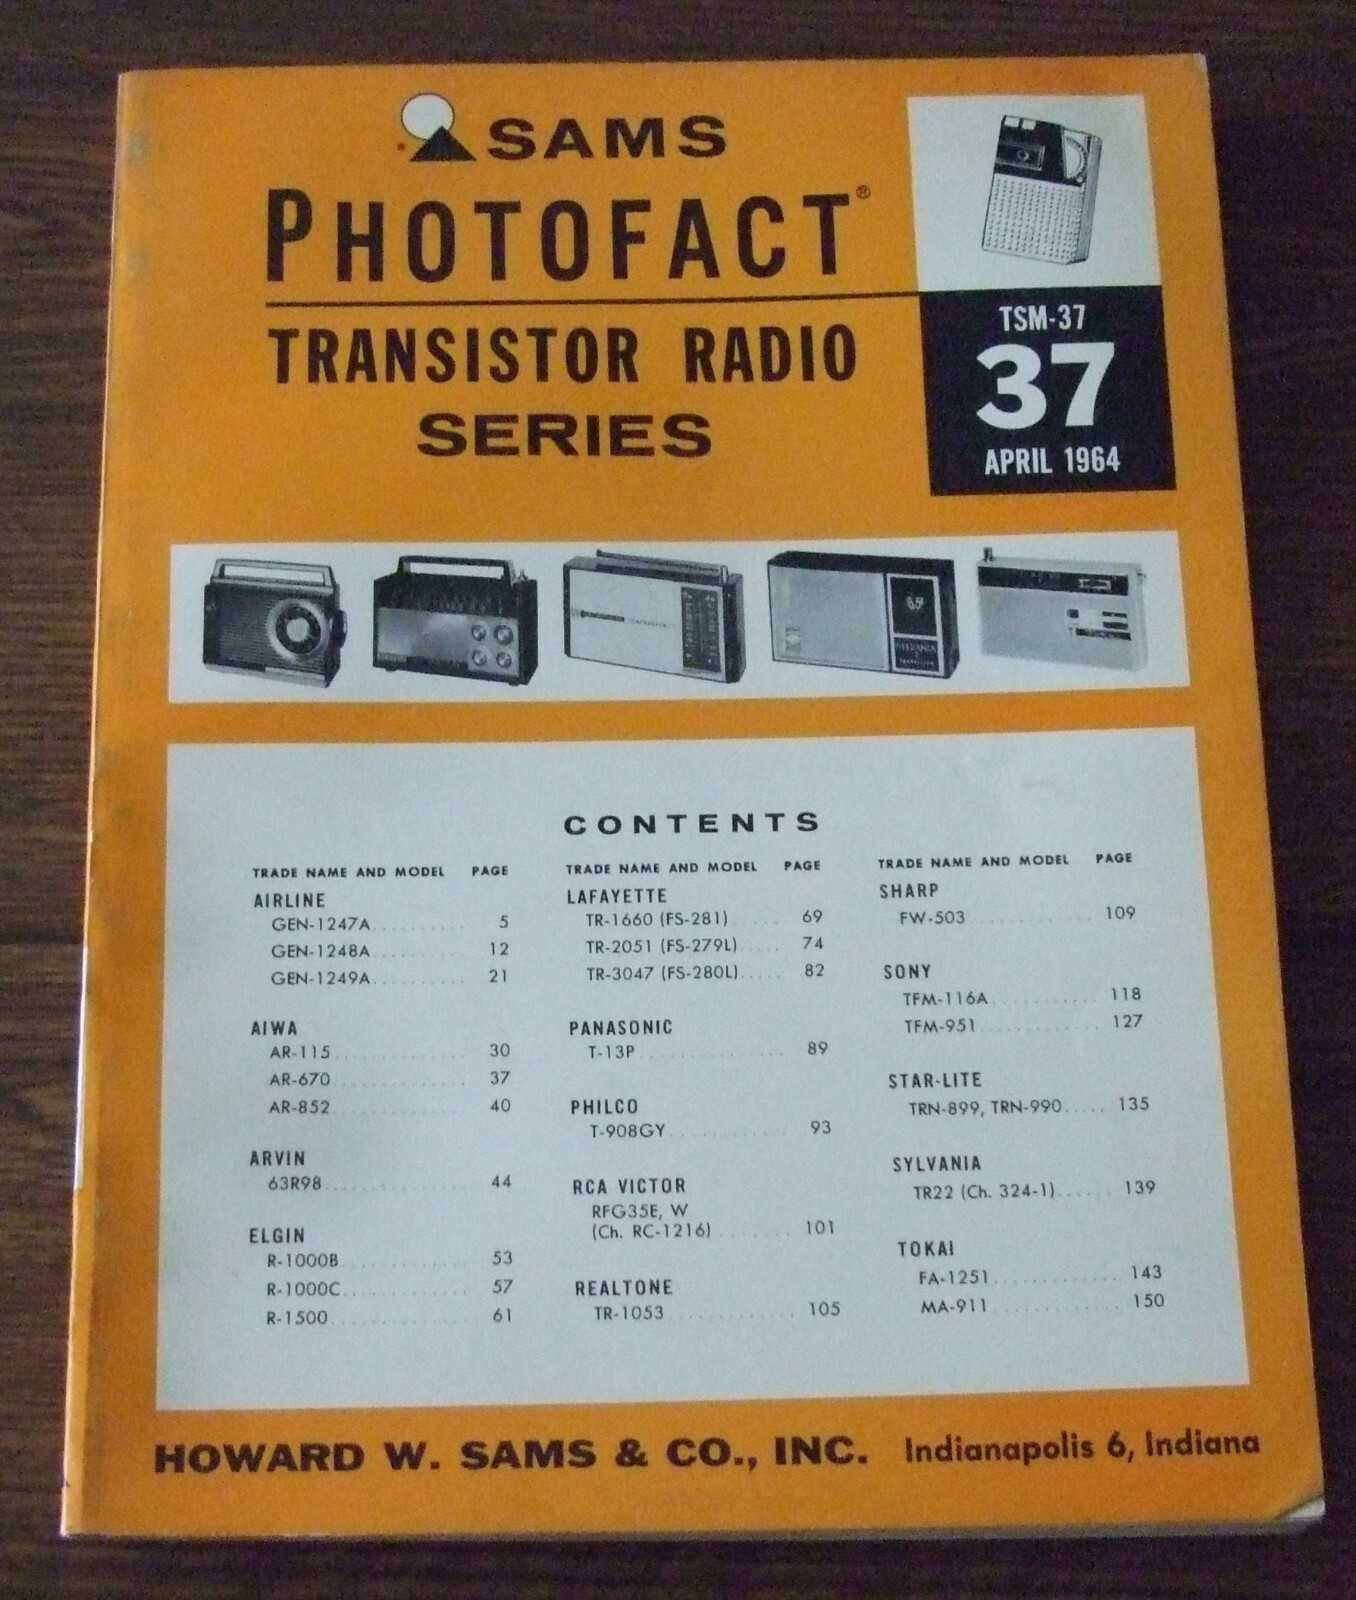 SAMS
PHOTOFACT®
TRANSISTOR RADIO
SERIES
TSM-37
37
APRIL 1964
SYLVANIA
CONTENTS
TRADE NAME AND MODEL PAGE
AIRLINE
GEN-1247A 5
GEN-1248A 12
GEN-1249A 21
AIWA
AR-115 30
AR-670 37
AR-852 40
ARVIN
63R98 44
ELGIN
R-1000B 53
R-1000C 57
R-1500 61
TRADE NAME AND MODEL PAGE
LAFAYETTE
TR-1660 (FS-281) 69
TR-2051 (FS-279L) 74
TR-3047 (FS-280L) 82
PANASONIC
T-13P 89
PHILCO
T-908GY 93
RCA VICTOR
RFG35E, W
(Ch. RC-1216) 101
REALTONE
TR-1053 105
TRADE NAME AND MODEL PAGE
SHARP
FW-503 109
SONY
TFM-116A 118
TFM-951 127
STAR-LITE
TRN-899, TRN-990 135
SYLVANIA
TR22 (Ch. 324-1) 139
TOKAI
FA-1251 143
MA-911 150
HOWARD W. SAMS & CO., INC. Indianapolis 6, Indiana